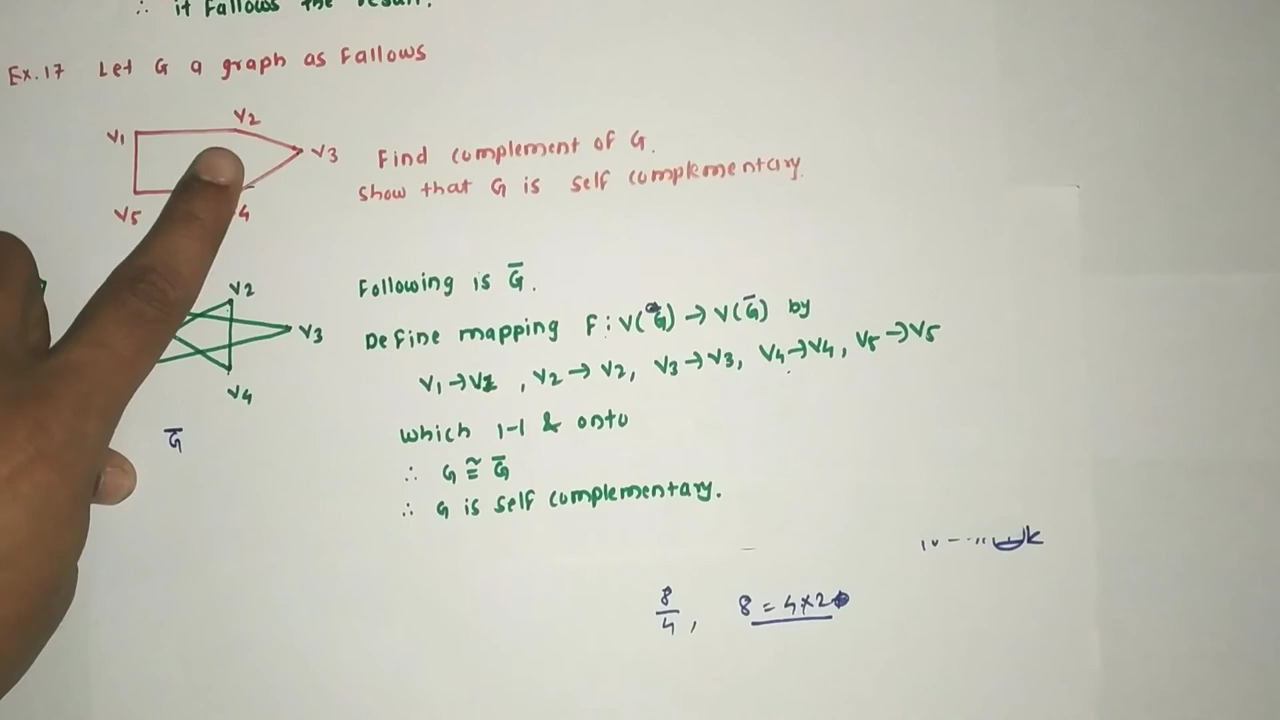 ∴ it fallows the result.
Ex.17 Let G a graph as Fallows
V1 V2 V3
V5 4
Find complement of G.
show that G is self complementary.
V2 V3 V4
G̅
Following is G̅.
Define mapping F: V(G) → V(G̅) by
V1 → V1, V2 → V2, V3 → V3, V4 → V4, V5 → V5
which 1-1 & onto
∴ G ≅ G̅
∴ G is self complementary.
8/4, 8 = 4×2